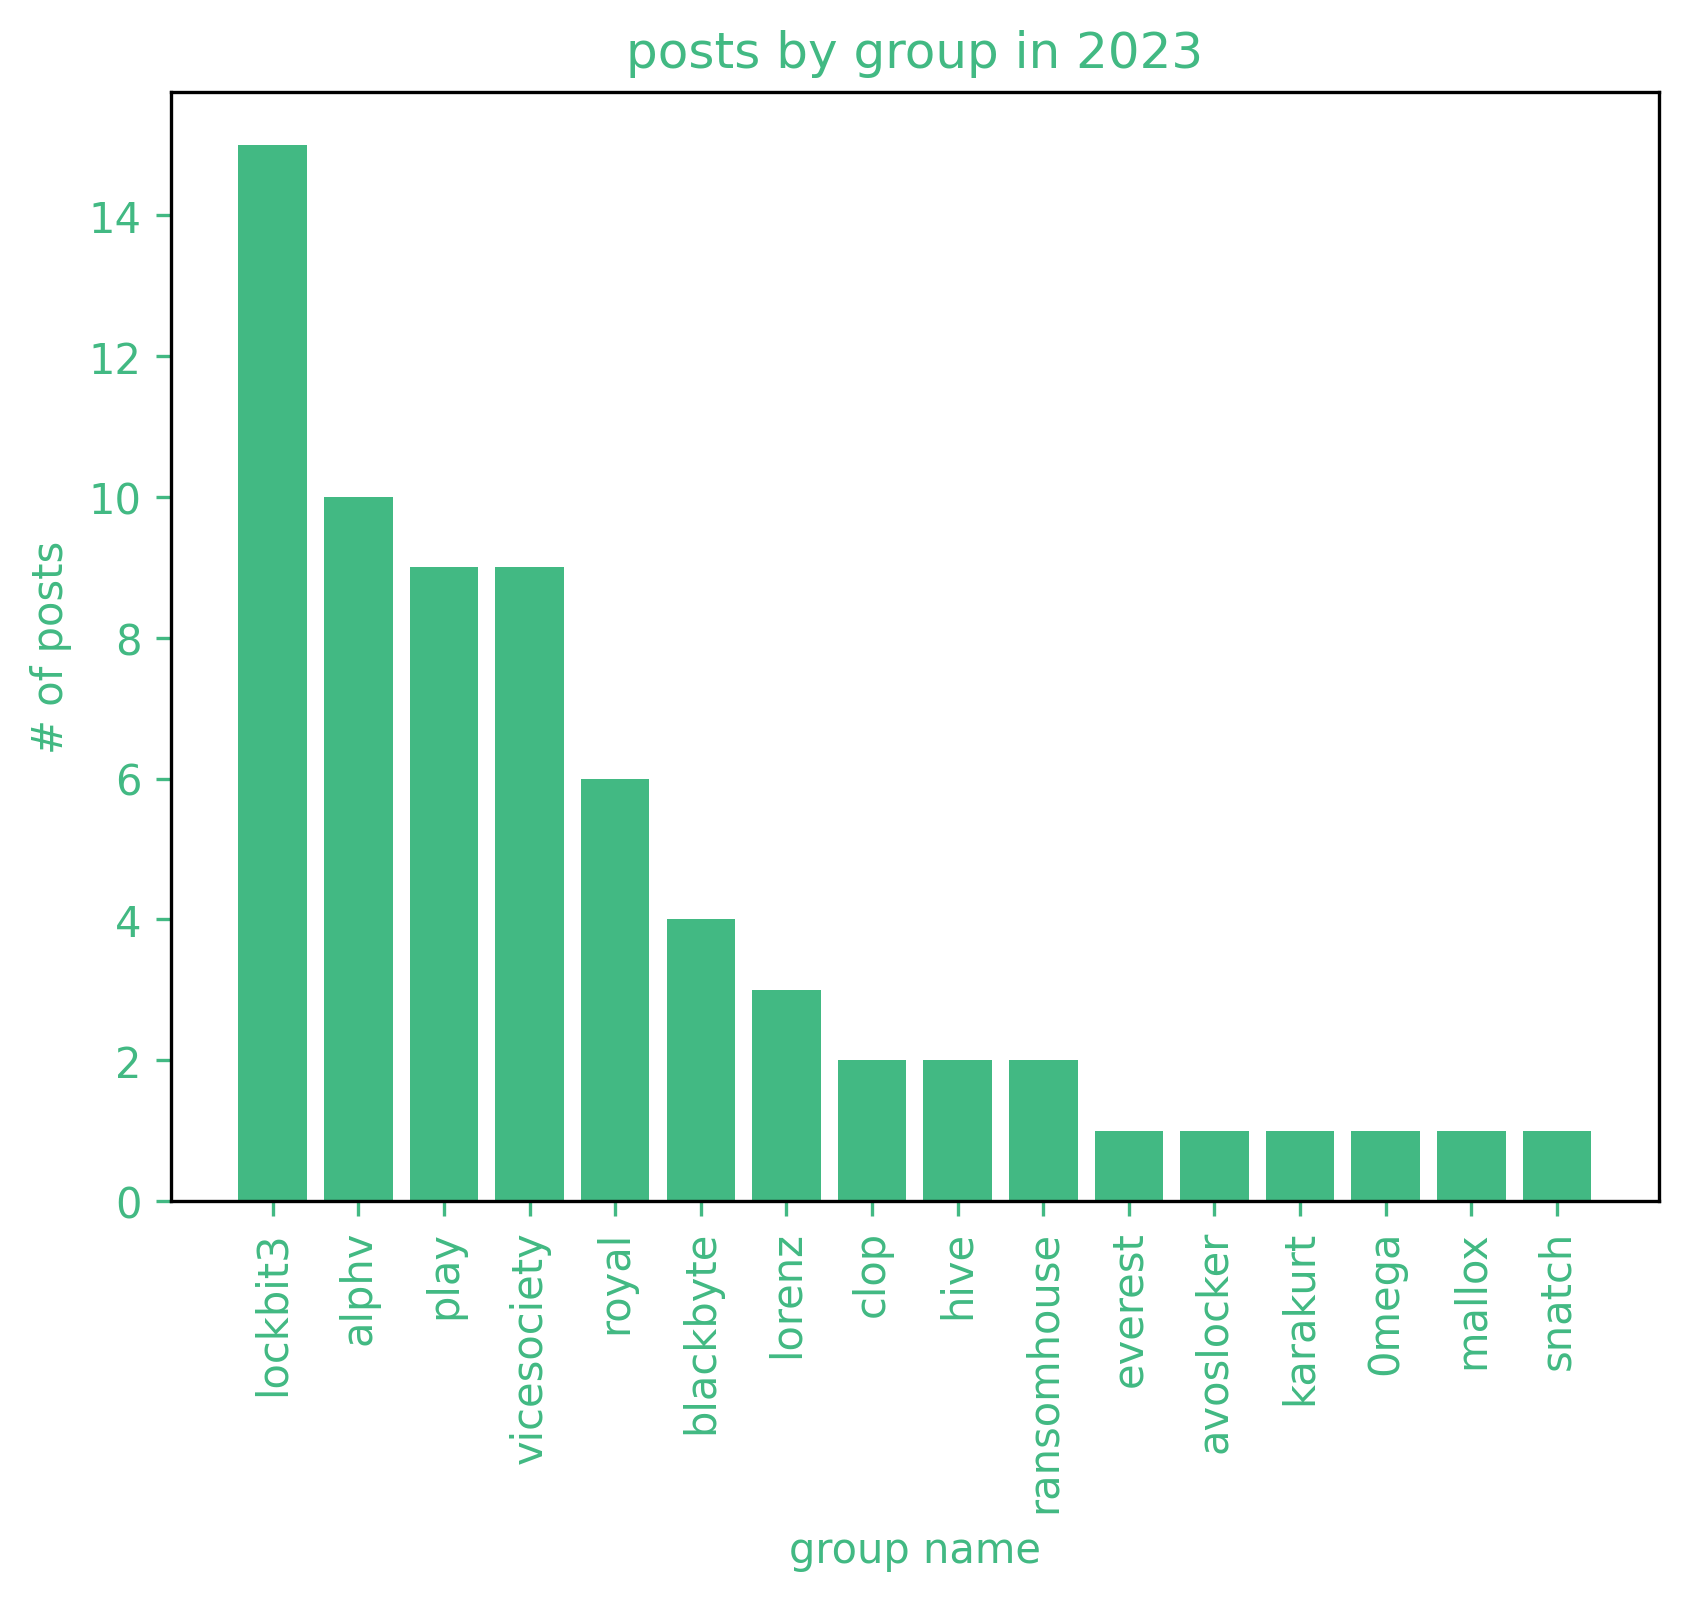 posts by group in 2023
# of posts
14
12
10
8
6
4
2
0
lockbit3
alphv
play
vicesociety
royal
blackbyte
lorenz
clop
hive
ransomhouse
everest
avoslocker
karakurt
0mega
mallox
snatch
group name